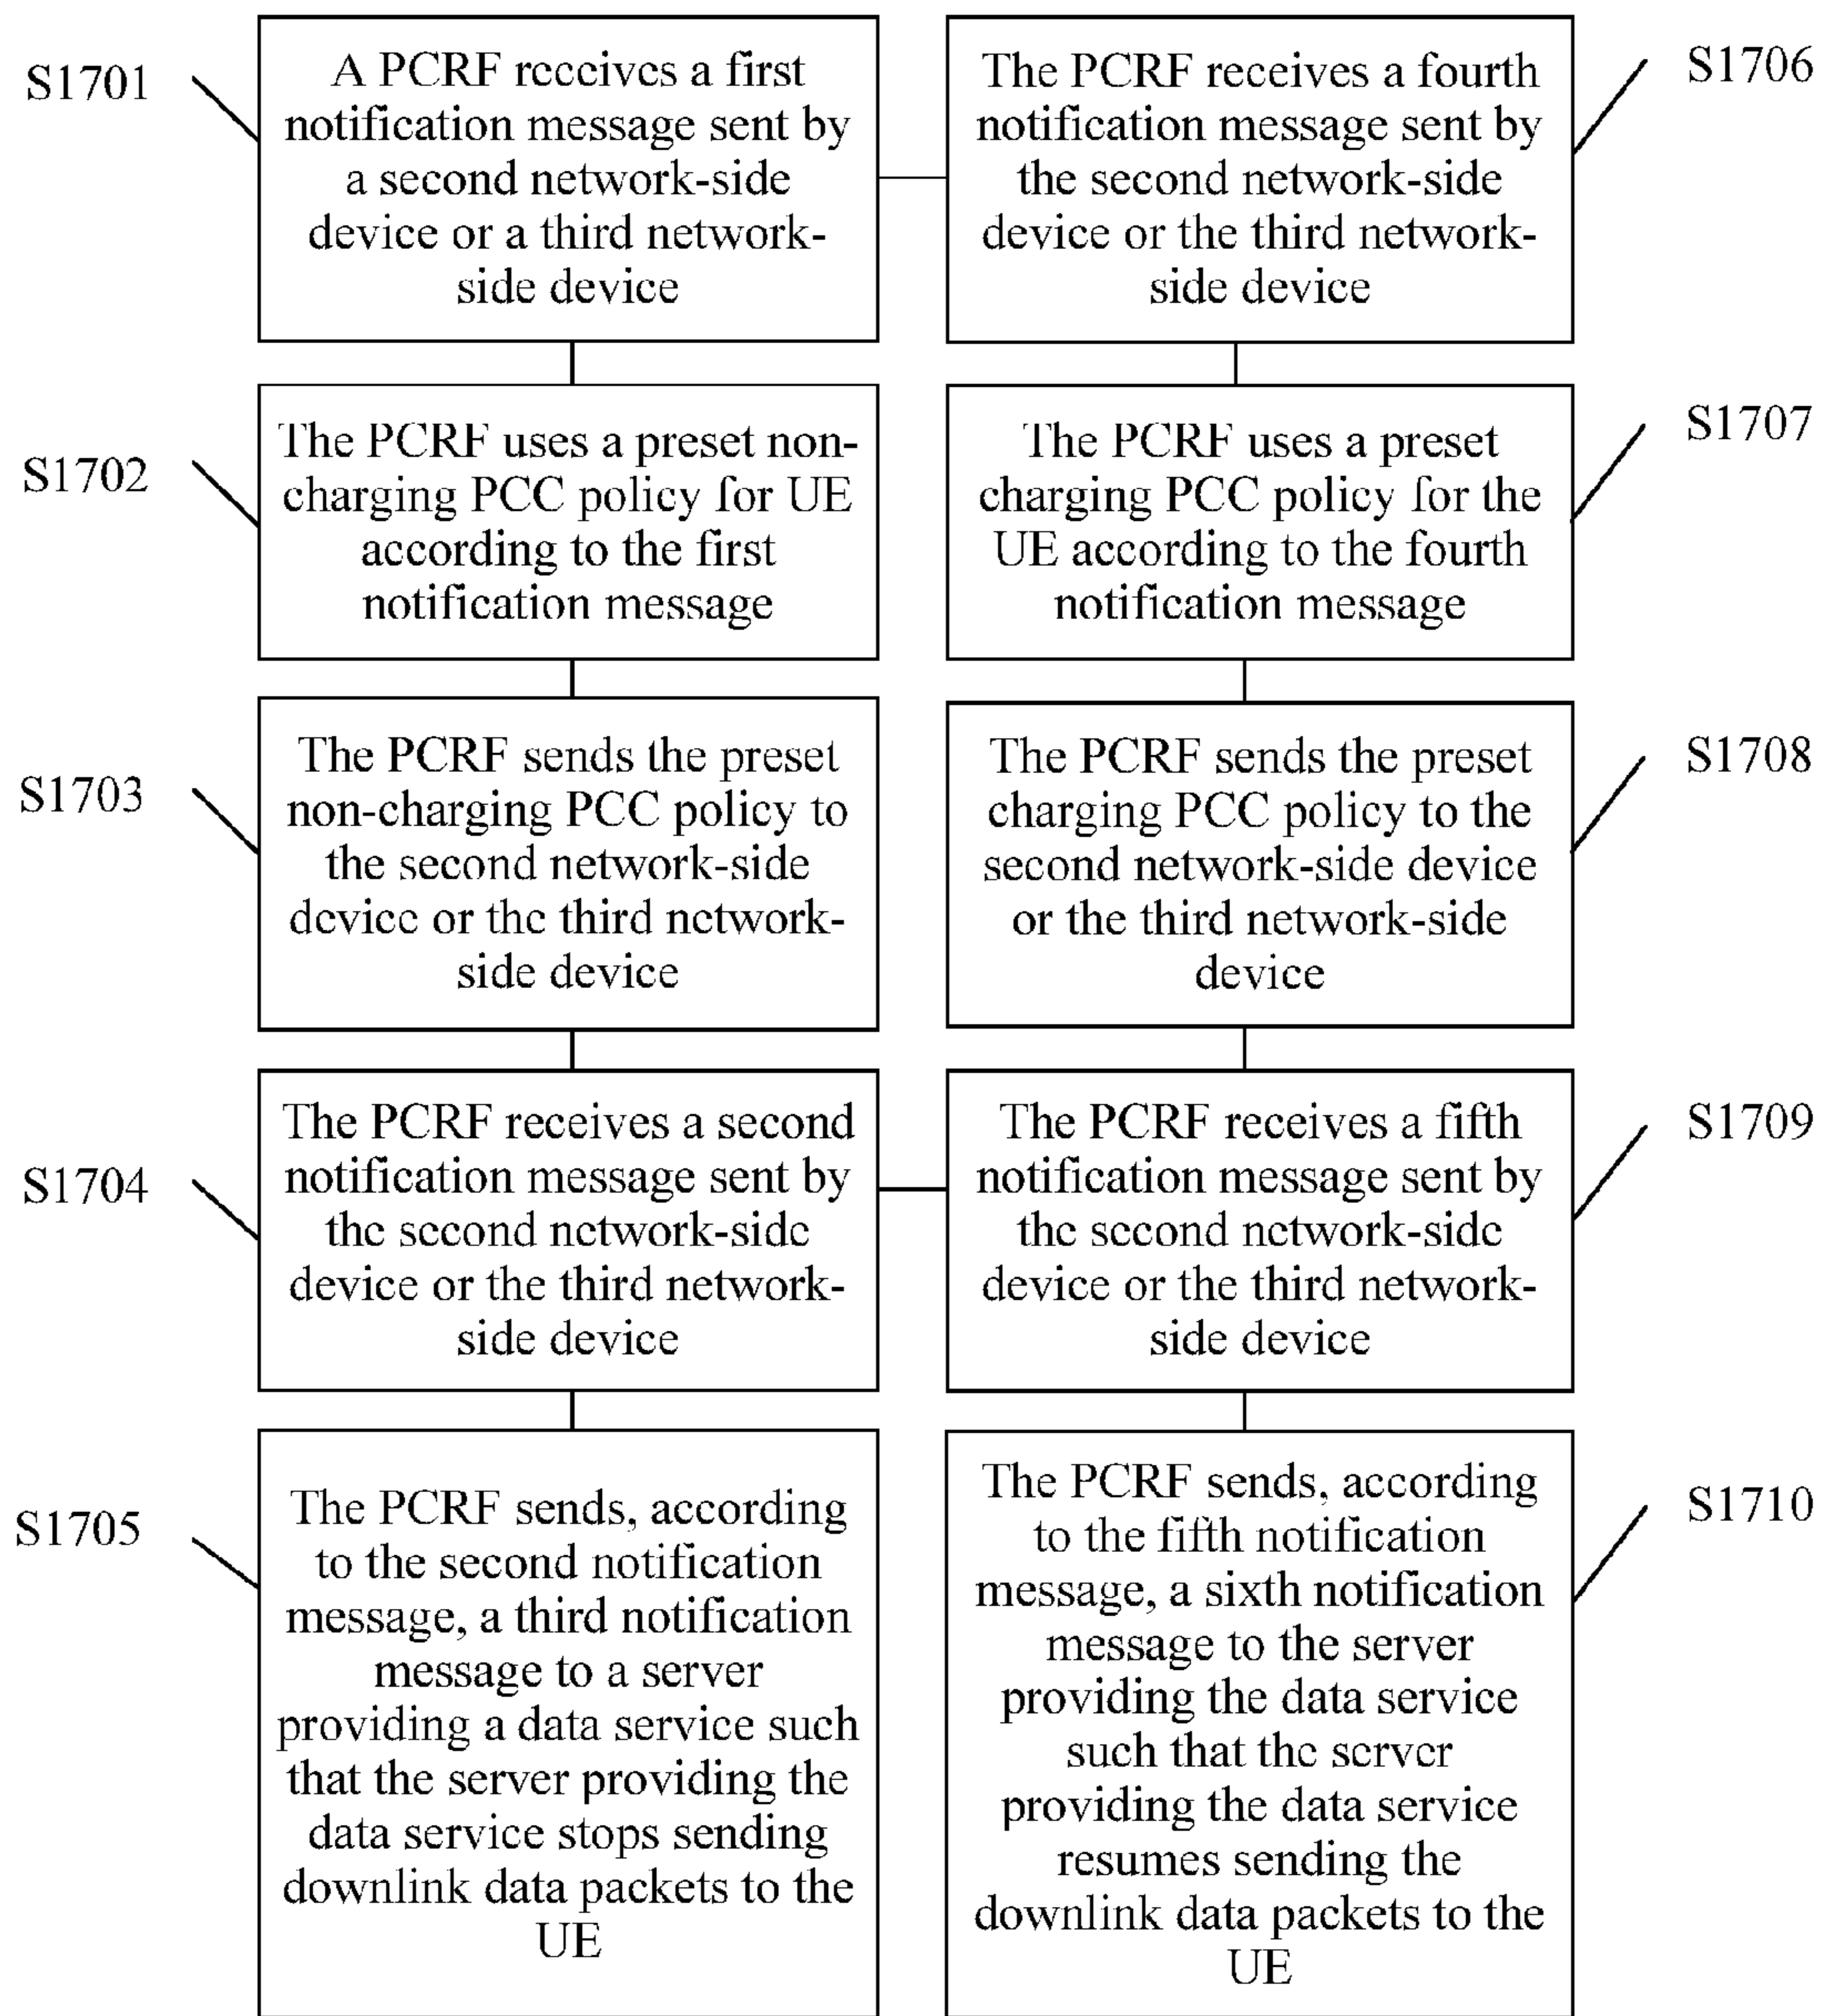 S1701
A PCRF receives a first
notification message sent by
a second network-side
device or a third network-
side device
S1702
The PCRF uses a preset non-
charging PCC policy for UE
according to the first
notification message
S1703
The PCRF sends the preset
non-charging PCC policy to
the second network-side
device or the third network-
side device
S1704
The PCRF receives a second
notification message sent by
the second network-side
device or the third network-
side device
S1705
The PCRF sends, according
to the second notification
message, a third notification
message to a server
providing a data service such
that the server providing the
data service stops sending
downlink data packets to the
UE
S1706
The PCRF receives a fourth
notification message sent by
the second network-side
device or the third network-
side device
S1707
The PCRF uses a preset
charging PCC policy for the
UE according to the fourth
notification message
S1708
The PCRF sends the preset
charging PCC policy to the
second network-side device
or the third network-side
device
S1709
The PCRF receives a fifth
notification message sent by
the second network-side
device or the third network-
side device
S1710
The PCRF sends, according
to the fifth notification
message, a sixth notification
message to the server
providing the data service
such that the server
providing the data service
resumes sending the
downlink data packets to the
UE